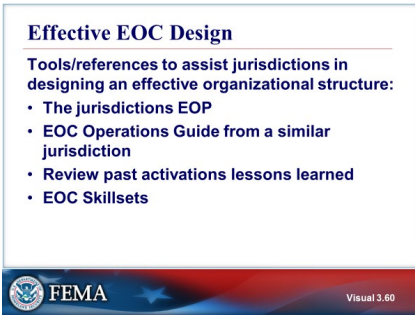 Effective EOC Design
Tools/references to assist jurisdictions in
designing an effective organizational structure:
• The jurisdictions EOP
• EOC Operations Guide from a similar
jurisdiction
• Review past activations lessons learned
• EOC Skillsets
FEMA
Visual 3.60